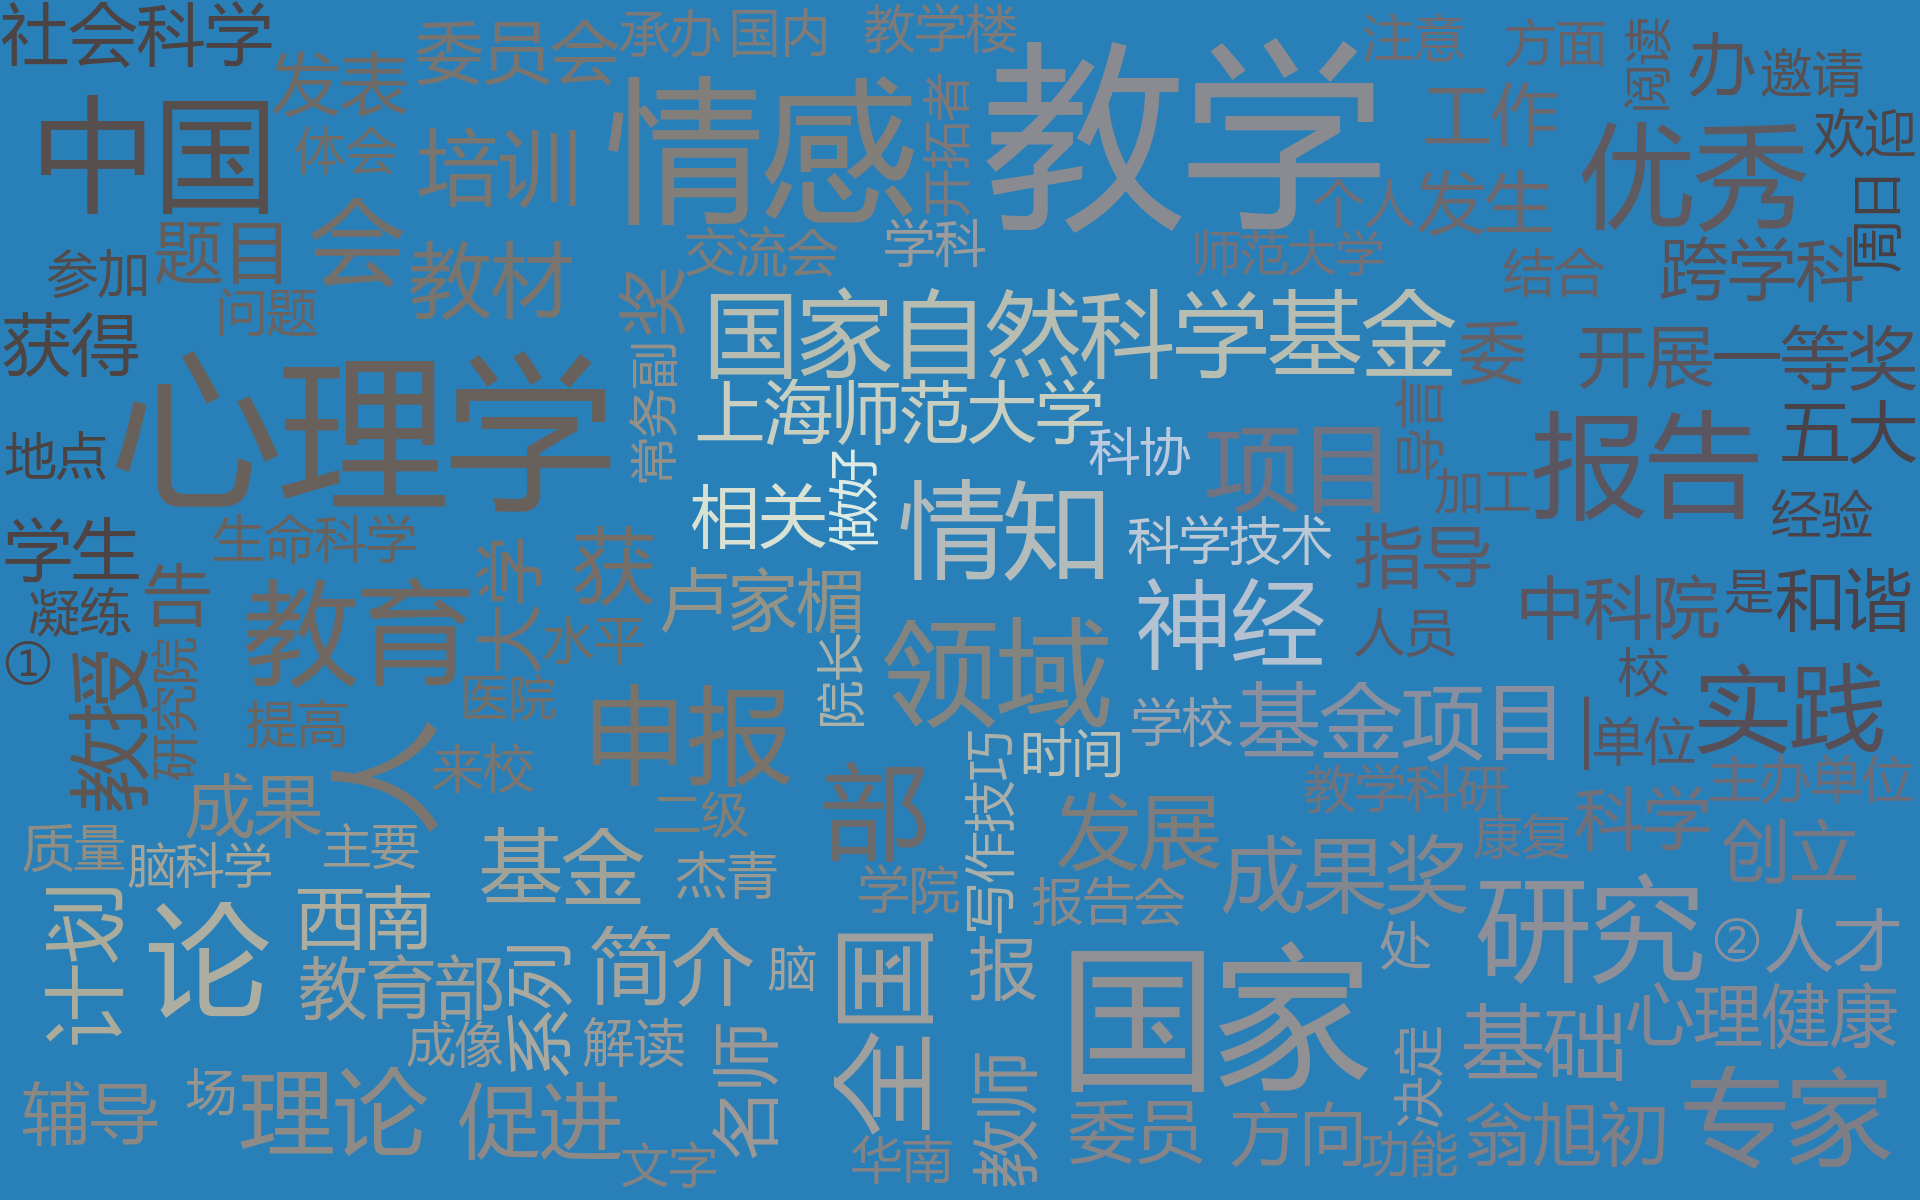 社会科学
发表
委员会
承办
国内
教学楼
教学
注意
方面
阅读
办
邀请
中国
体会
培训
情感
开拓者
工作
优秀
欢迎
个人
发生
周日
参加
题目
会
教材
交流会
学科
师范大学
结合
跨学科
问题
奖
国家自然科学基金
获得
心理学
常务副
上海师范大学
委
开展
一等奖
导言
五大
地点
科协
项目
加工
报告
相关
做好
情知
科学技术
指导
经验
学生
生命科学
大学
获
卢家楣
神经
中科院
是
和谐
凝练
告
教育
水平
院长
领域
人员
①
教授
研究院
医院
校
实践
提高
人
申报
学校
基金项目
单位
来校
时间
写作技巧
成果
二级
部
发展
教学科研
科学
主办单位
质量
脑科学
主要
基金
杰青
学院
报告会
成果奖
康复
创立
计划
论
西南
系列
简介
脑
全国
报
国家
处
研究
②
人才
教育部
成像
解读
名师
教师
决定
基础
心理健康
辅导
场
理论
促进
文字
华南
委员
方向
功能
翁旭初
专家